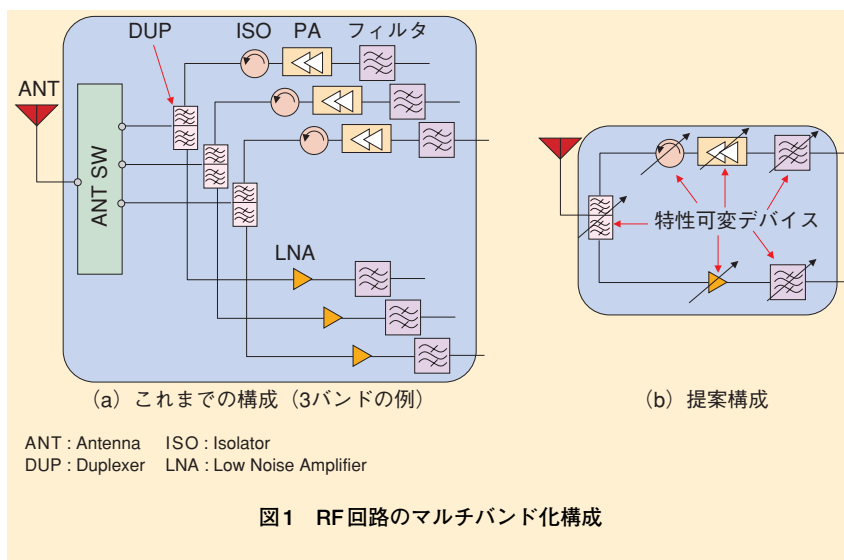 DUP ISO PA フィルタ
ANT
ANT SW
LNA
(a) これまでの構成(3バンドの例)
特性可変デバイス
(b) 提案構成
ANT : Antenna ISO : Isolator
DUP : Duplexer LNA : Low Noise Amplifier
図1 RF回路のマルチバンド化構成